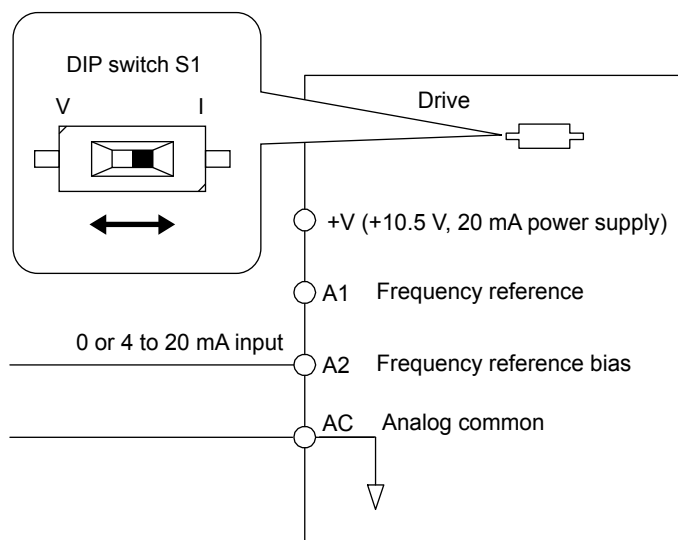 DIP switch S1
V I
Drive
+V (+10.5 V, 20 mA power supply)
A1 Frequency reference
0 or 4 to 20 mA input
A2 Frequency reference bias
AC Analog common